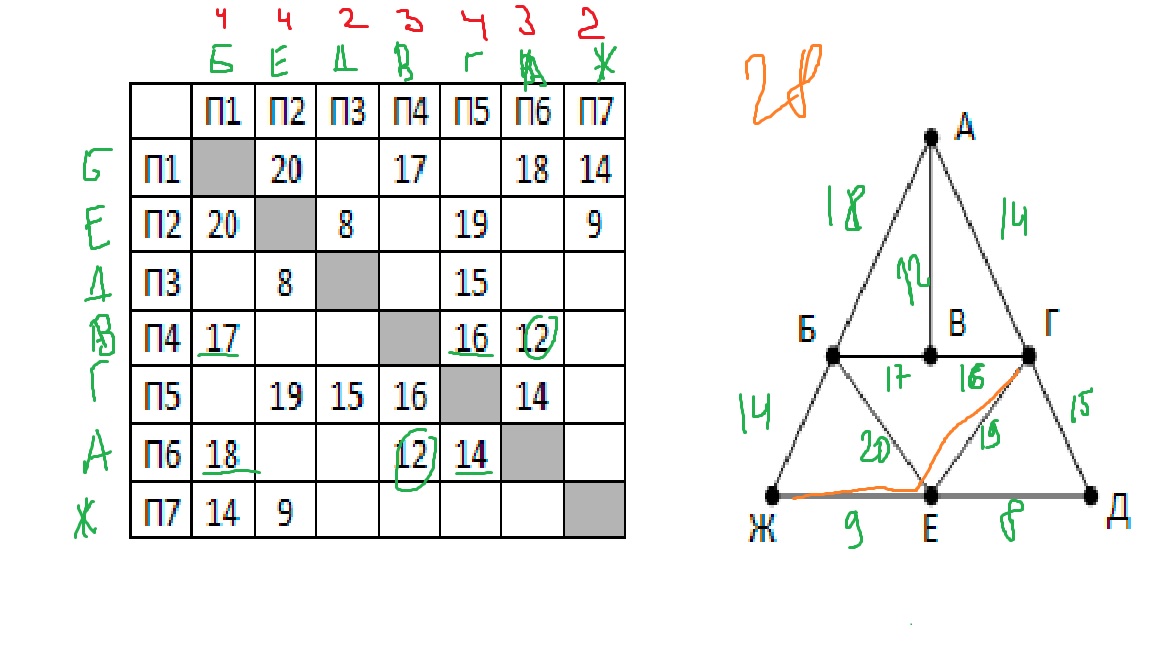 4 4 2 3 4 3 2
Б Е Д В Г А Ж
П1 П2 П3 П4 П5 П6 П7
Б П1 20 17 18 14
Е П2 20 8 19 9
Д П3 8 15
В П4 17 16 12
Г П5 19 15 16 14
А П6 18 12 14
Ж П7 14 9
28
А
18 14
12
Б В Г
17 16
14 20 19 15
Ж Е Д
9 8